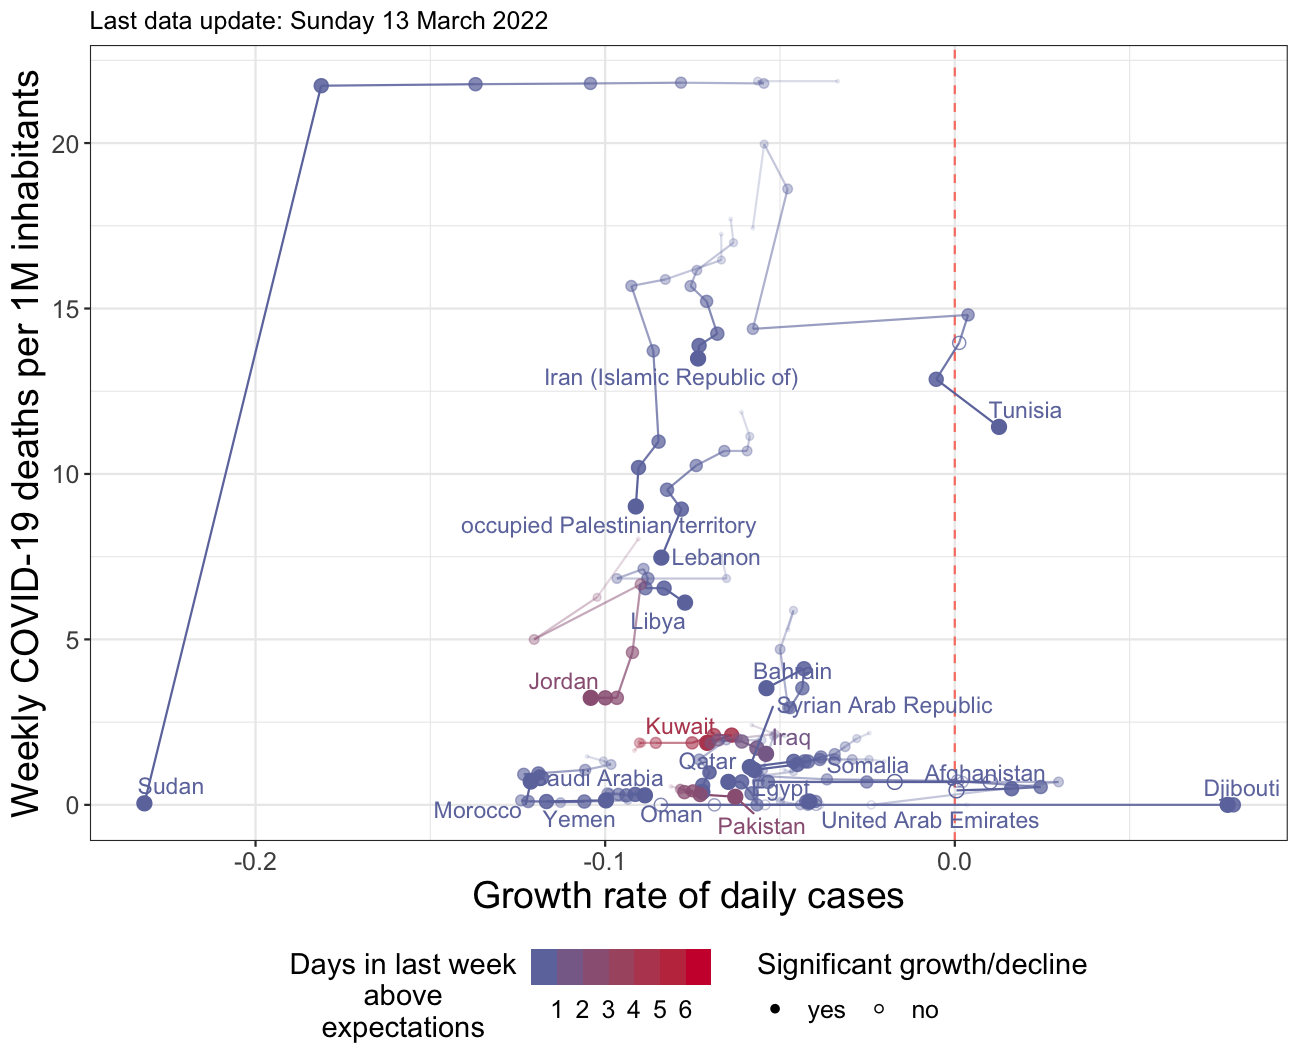 Last data update: Sunday 13 March 2022
Weekly COVID-19 deaths per 1M inhabitants
20
15
10
5
0
Iran (Islamic Republic of)
Tunisia
occupied Palestinian territory
Lebanon
Libya
Jordan
Bahrain
Syrian Arab Republic
Kuwait
Iraq
Qatar
Somalia
Afghanistan
Sudan
Saudi Arabia
Egypt
Djibouti
Morocco
Yemen
Oman
Pakistan
United Arab Emirates
-0.2
-0.1
0.0
Growth rate of daily cases
Days in last week
above
expectations
1 2 3 4 5 6
Significant growth/decline
yes
no